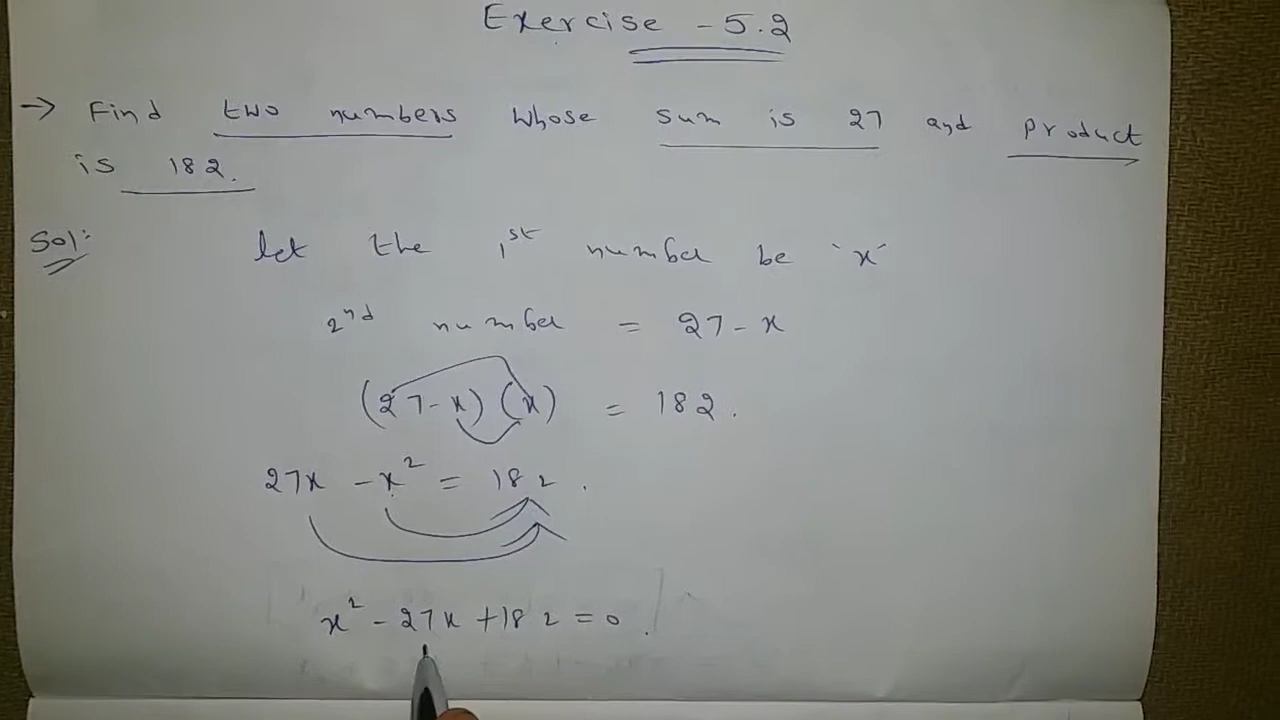 Exercise - 5.2
→ Find two numbers whose sum is 27 and product
is 182.
Sol: let the 1st number be 'x'
2nd number = 27-x
(27-x)(x) = 182.
27x - x² = 182.
x² - 27x + 182 = 0.